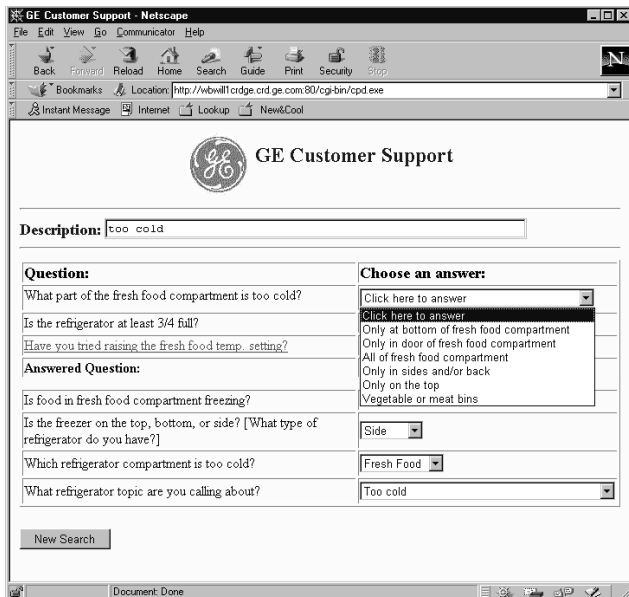 GE Customer Support - Netscape
File Edit View Go Communicator Help
Back Forward Reload Home Search Guide Print Security Stop
N
Bookmarks Location: http://wbwill1crdge.crd.ge.com:80/cgi-bin/cpd.exe
Instant Message Internet Lookup New&Cool
GE GE Customer Support
Description: too cold
Question: Choose an answer:
What part of the fresh food compartment is too cold? Click here to answer
Click here to answer
Is the refrigerator at least 3/4 full? Only at bottom of fresh food compartment
Only in door of fresh food compartment
Have you tried raising the fresh food temp. setting? All of fresh food compartment
Answered Question: Only in sides and/or back
Only on the top
Is food in fresh food compartment freezing? Vegetable or meat bins
Is the freezer on the top, bottom, or side? [What type of
refrigerator do you have?] Side
Which refrigerator compartment is too cold? Fresh Food
What refrigerator topic are you calling about? Too cold
New Search
Document: Done